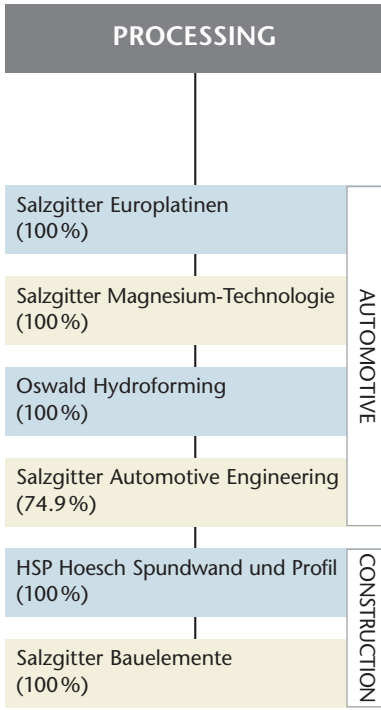 PROCESSING
Salzgitter Europlatinen
(100 %)
Salzgitter Magnesium-Technologie
(100 %)
Oswald Hydroforming
(100 %)
Salzgitter Automotive Engineering
(74.9 %)
AUTOMOTIVE
HSP Hoesch Spundwand und Profil
(100 %)
Salzgitter Bauelemente
(100 %)
CONSTRUCTION